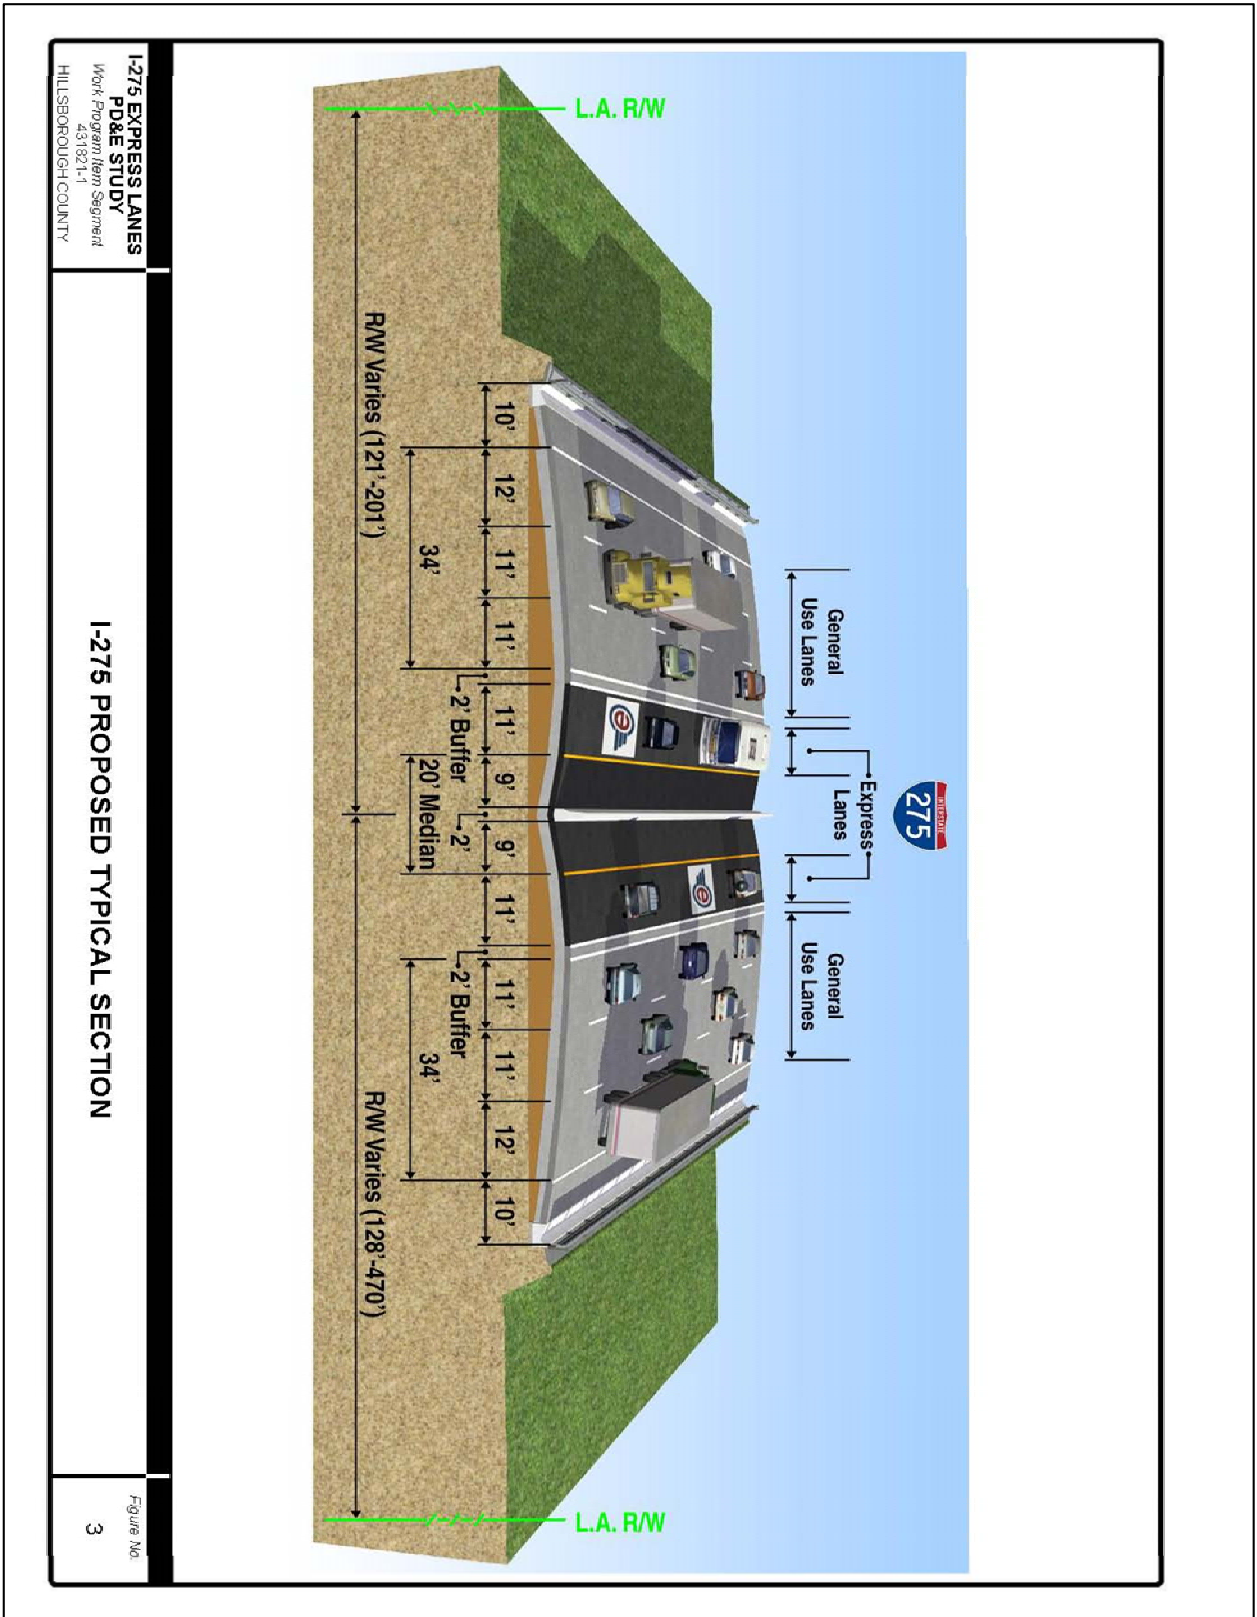 INTERSTATE
275
General
Use Lanes
Express
Lanes
General
Use Lanes
L.A. R/W
L.A. R/W
10'
12'
11'
11'
11'
9'
9'
11'
11'
11'
12'
10'
2' Buffer
2'
2' Buffer
34'
20' Median
34'
R/W Varies (121'-201')
R/W Varies (128'-470')
I-275 EXPRESS LANES
PD&E STUDY
Work Program Item Segment
431821-1
HILLSBOROUGH COUNTY
I-275 PROPOSED TYPICAL SECTION
Figure No.
3